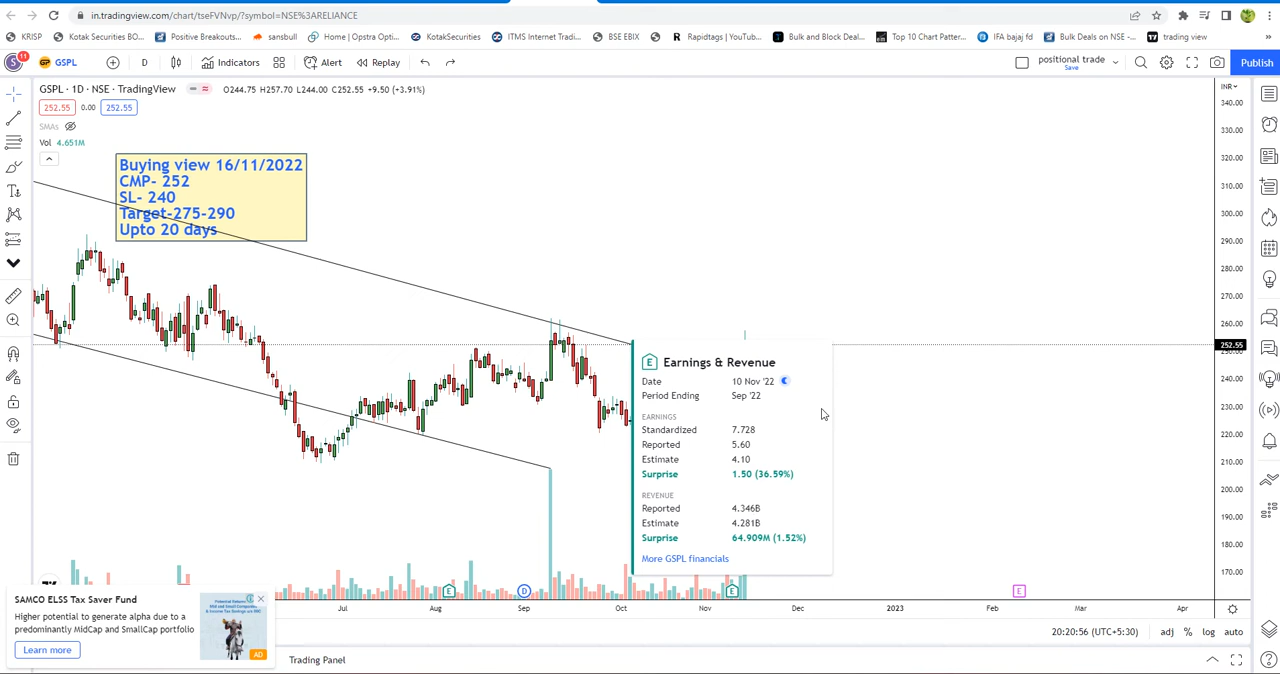 in.tradingview.com/chart/tseFVNvp/?symbol=NSE%3ARELIANCE
KRISP Kotak Securities BO... Positive Breakouts... sansbull Home | Opstra Opti... KotakSecurities ITMS Internet Tradi... BSE EBIX Rapidtags | YouTub... Bulk and Block Deal... Top 10 Chart Patter... IFA bajaj fd Bulk Deals on NSE -... trading view »
S 11 GSPL D Indicators Alert Replay positional trade Save Publish
GSPL · 1D · NSE · TradingView O244.75 H257.70 L244.00 C252.55 +9.50 (+3.91%) INR
252.55 0.00 252.55
SMAs
Vol 4.651M
Buying view 16/11/2022
CMP- 252
SL- 240
Target-275-290
Upto 20 days
340.00
330.00
320.00
310.00
300.00
290.00
280.00
270.00
260.00
252.55
240.00
230.00
220.00
210.00
200.00
190.00
180.00
170.00
E Earnings & Revenue
Date 10 Nov '22
Period Ending Sep '22
EARNINGS
Standardized 7.728
Reported 5.60
Estimate 4.10
Surprise 1.50 (36.59%)
REVENUE
Reported 4.346B
Estimate 4.281B
Surprise 64.909M (1.52%)
More GSPL financials
E D E E
Jul Aug Sep Oct Nov Dec 2023 Feb Mar Apr
SAMCO ELSS Tax Saver Fund
Higher potential to generate alpha due to a
predominantly MidCap and SmallCap portfolio
Learn more
AD
20:20:56 (UTC+5:30) adj % log auto
Trading Panel